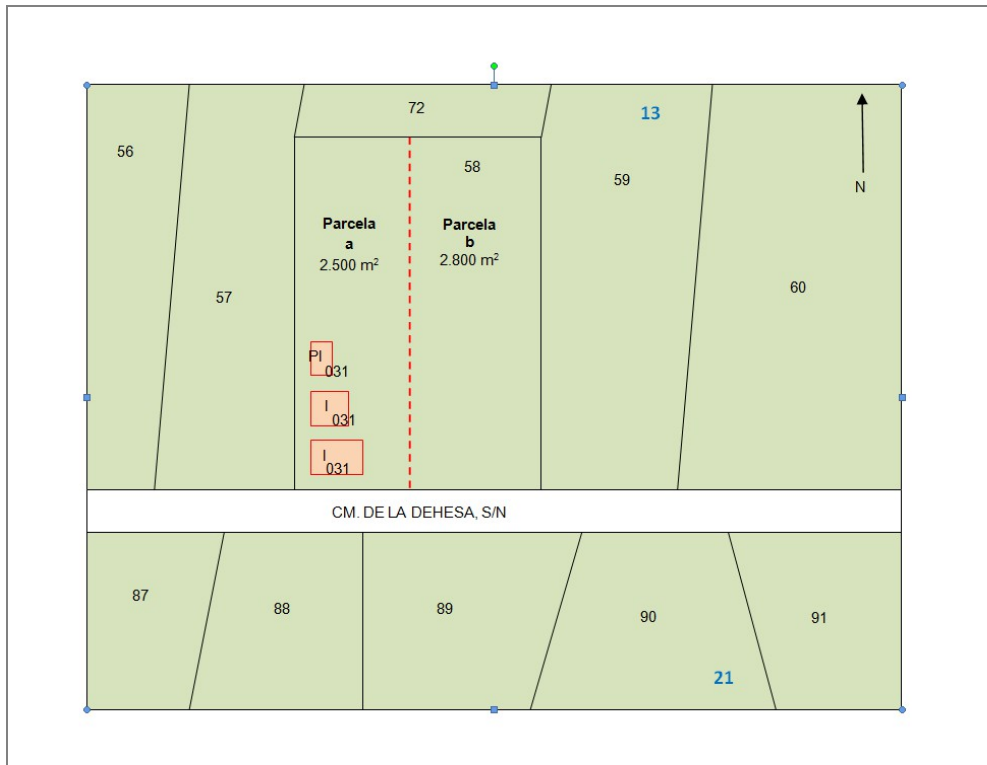 72
13
56
58
59
N
Parcela
a
2.500 m²
Parcela
b
2.800 m²
57
60
PI
031
I
031
I
031
CM. DE LA DEHESA, S/N
87
88
89
90
91
21